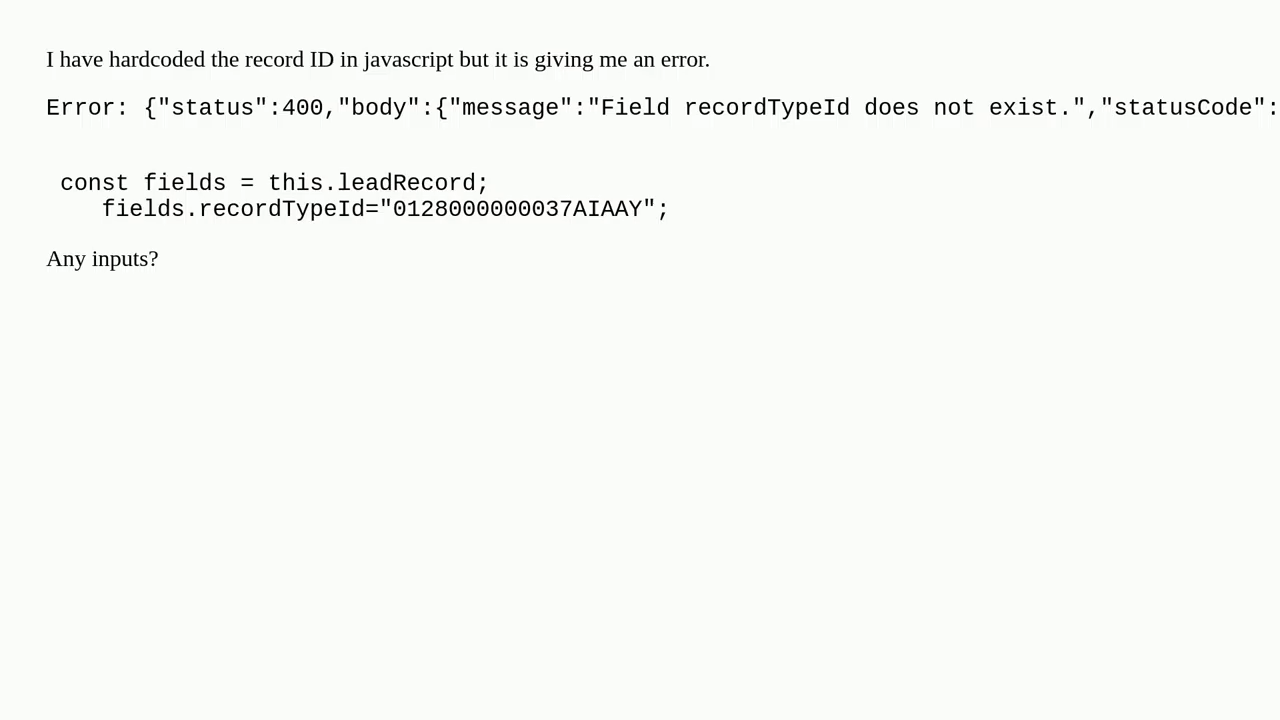 I have hardcoded the record ID in javascript but it is giving me an error.
Error: {"status":400,"body":{"message":"Field recordTypeId does not exist.","statusCode":
const fields = this.leadRecord;
fields.recordTypeId="0128000000037AIAAY";
Any inputs?